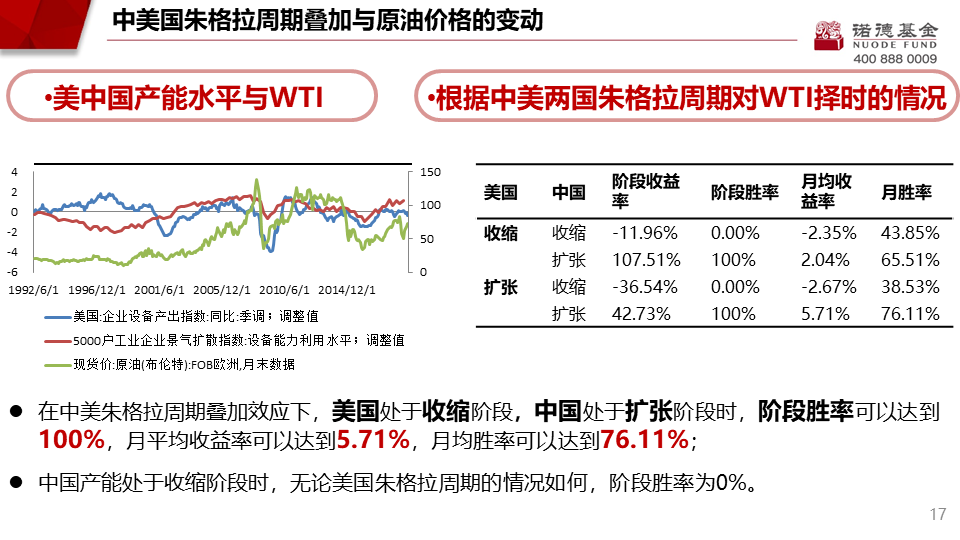 中美国朱格拉周期叠加与原油价格的变动
诺德基金
NUODE FUND
400 888 0009
•美中国产能水平与WTI
•根据中美两国朱格拉周期对WTI择时的情况
4
2
0
-2
-4
-6
150
100
50
0
1992/6/1 1996/12/1 2001/6/1 2005/12/1 2010/6/1 2014/12/1
美国:企业设备产出指数:同比:季调；调整值
5000户工业企业景气扩散指数:设备能力利用水平；调整值
现货价:原油(布伦特):FOB欧洲,月末数据
美国 中国 阶段收益率 阶段胜率 月均收益率 月胜率
收缩 收缩 -11.96% 0.00% -2.35% 43.85%
扩张 107.51% 100% 2.04% 65.51%
扩张 收缩 -36.54% 0.00% -2.67% 38.53%
扩张 42.73% 100% 5.71% 76.11%
● 在中美朱格拉周期叠加效应下，美国处于收缩阶段，中国处于扩张阶段时，阶段胜率可以达到
100%，月平均收益率可以达到5.71%，月均胜率可以达到76.11%；
● 中国产能处于收缩阶段时，无论美国朱格拉周期的情况如何，阶段胜率为0%。
17